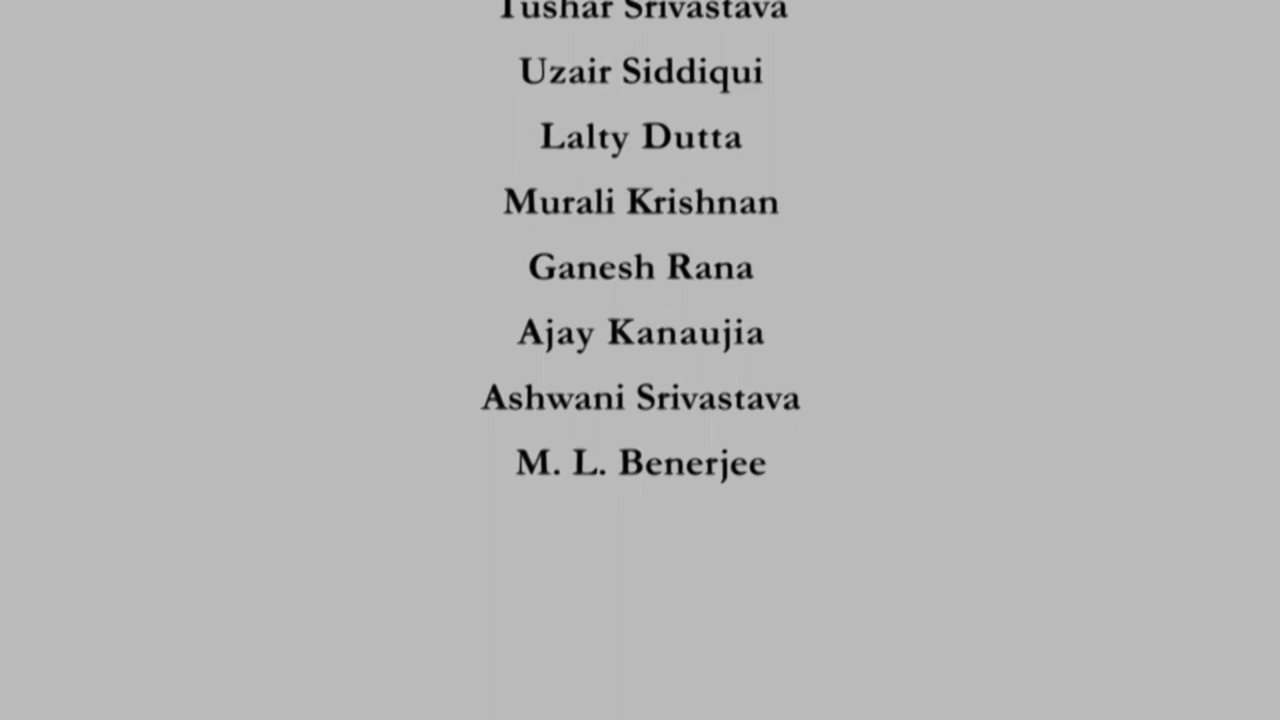 Tushar Srivastava
Uzair Siddiqui
Lalty Dutta
Murali Krishnan
Ganesh Rana
Ajay Kanaujia
Ashwani Srivastava
M. L. Benerjee